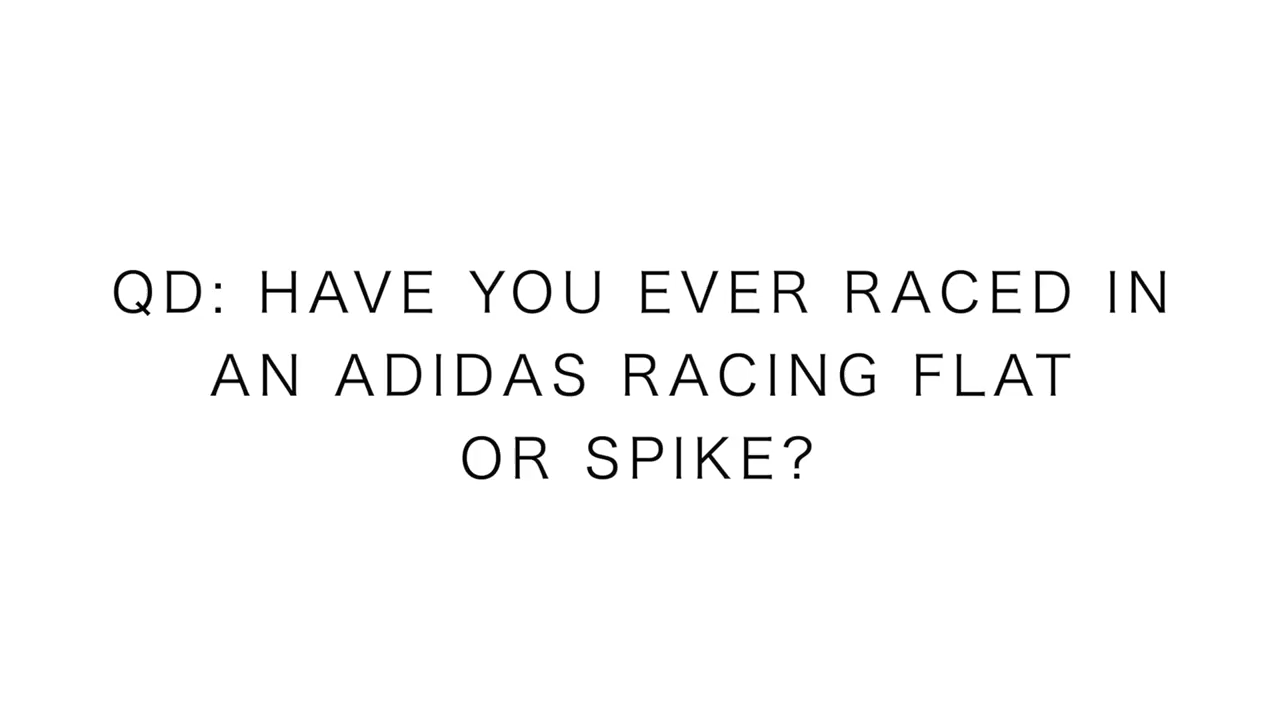 QD: HAVE YOU EVER RACED IN
AN ADIDAS RACING FLAT
OR SPIKE?